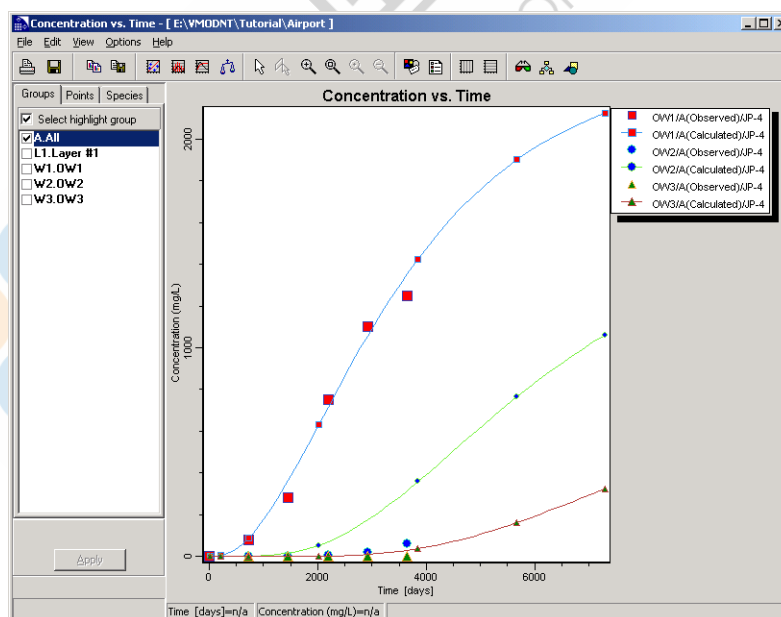 Concentration vs. Time - [ E:\VMODNT\Tutorial\Airport ]
File Edit View Options Help
Groups Points Species
Select highlight group
A.All
L1.Layer #1
W1.OW1
W2.OW2
W3.OW3
Apply
Concentration vs. Time
Concentration (mg/L)
2000
1000
0
0 2000 4000 6000
Time [days]
OW1/A(Observed)/JP-4
OW1/A(Calculated)/JP-4
OW2/A(Observed)/JP-4
OW2/A(Calculated)/JP-4
OW3/A(Observed)/JP-4
OW3/A(Calculated)/JP-4
Time [days]=n/a Concentration (mg/L)=n/a